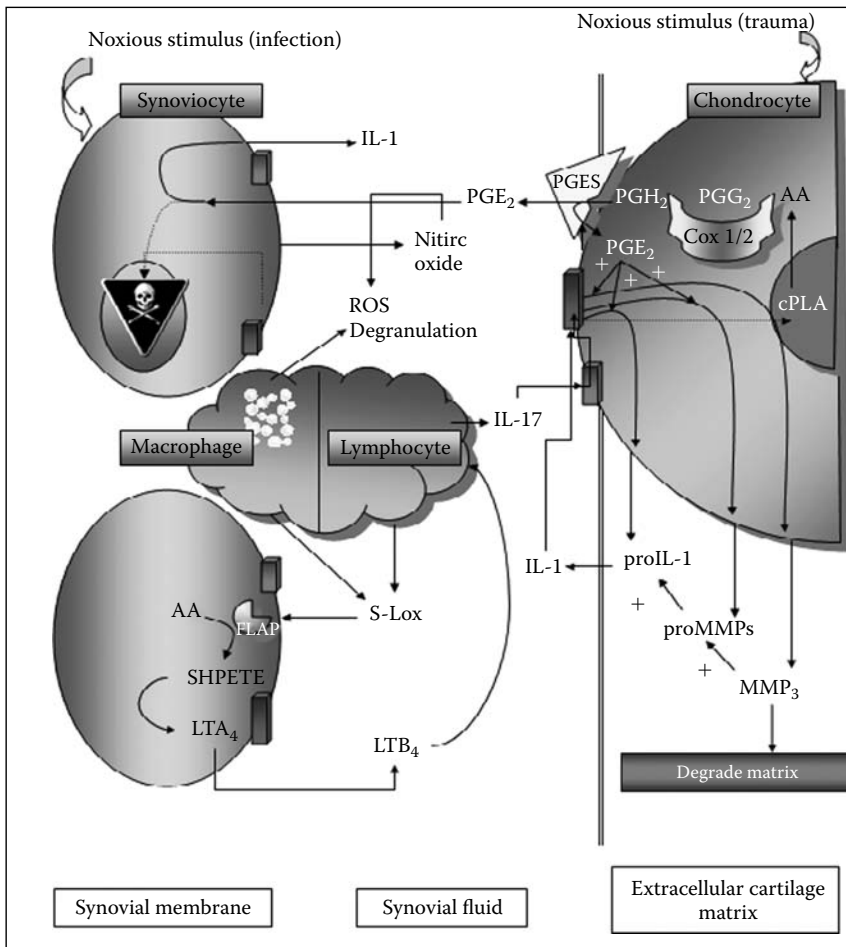 Noxious stimulus (infection)
Noxious stimulus (trauma)
Synoviocyte
Chondrocyte
IL-1
PGES
PGE₂
PGH₂
PGG₂
AA
Cox 1/2
Nitirc
oxide
PGE₂
+ + +
cPLA
ROS
Degranulation
Macrophage
Lymphocyte
IL-17
IL-1
proIL-1
+
AA
FLAP
S-Lox
proMMPs
+
SHPETE
MMP₃
LTA₄
LTB₄
Degrade matrix
Synovial membrane
Synovial fluid
Extracellular cartilage
matrix